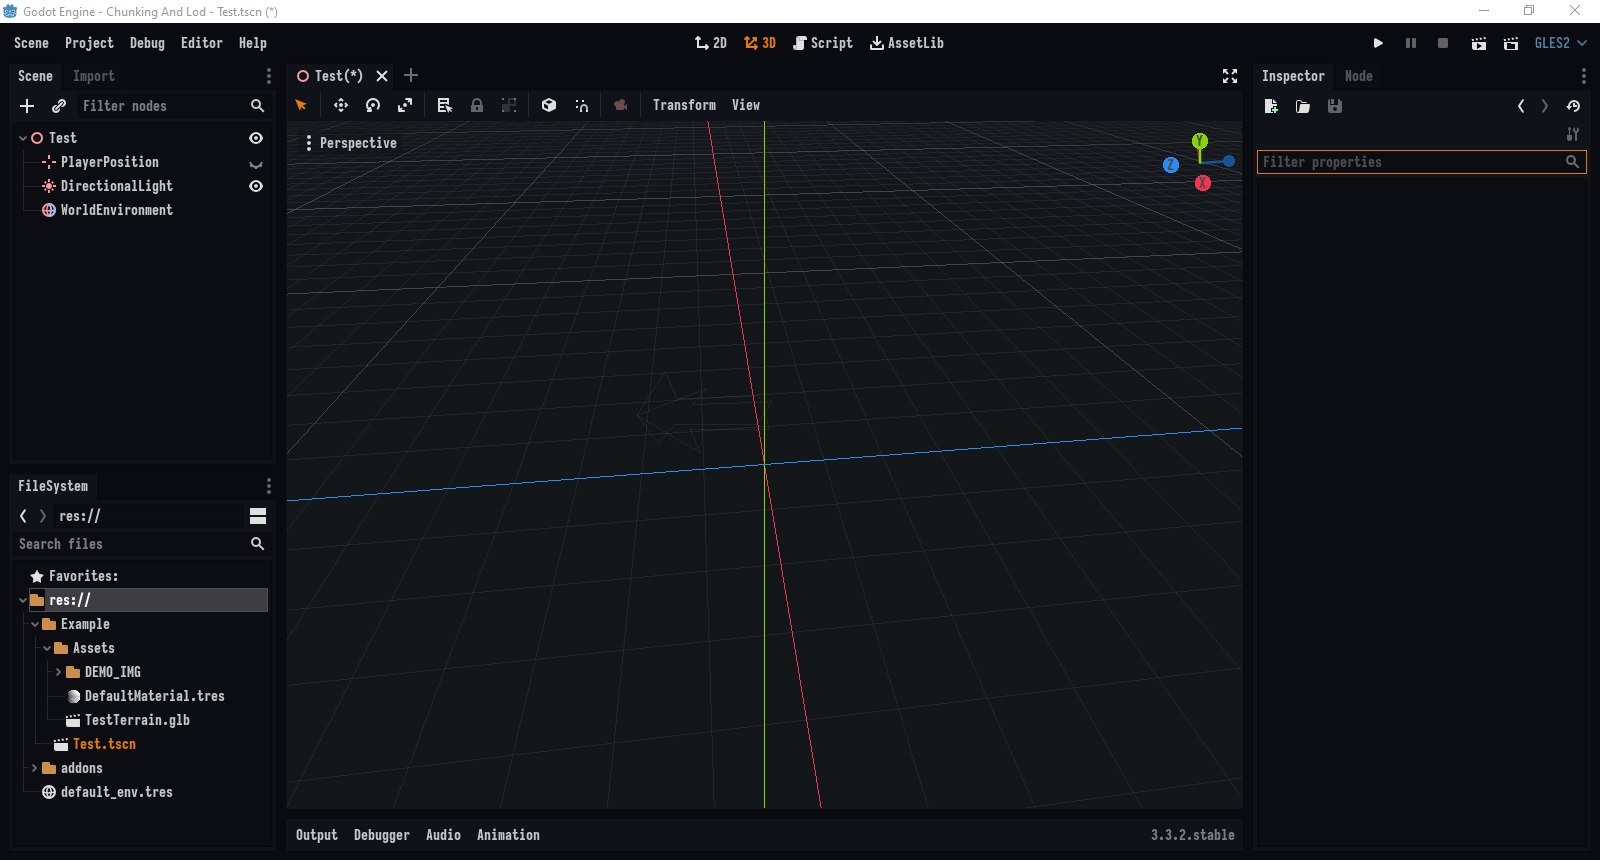 Godot Engine - Chunking And Lod - Test.tscn (*)
Scene Project Debug Editor Help
2D 3D Script AssetLib
GLES2
Scene Import
Filter nodes
Test
PlayerPosition
DirectionalLight
WorldEnvironment
FileSystem
res://
Search files
Favorites:
res://
Example
Assets
DEMO_IMG
DefaultMaterial.tres
TestTerrain.glb
Test.tscn
addons
default_env.tres
Test(*)
Transform View
Perspective
Y
Z
X
Output Debugger Audio Animation
3.3.2.stable
Inspector Node
Filter properties